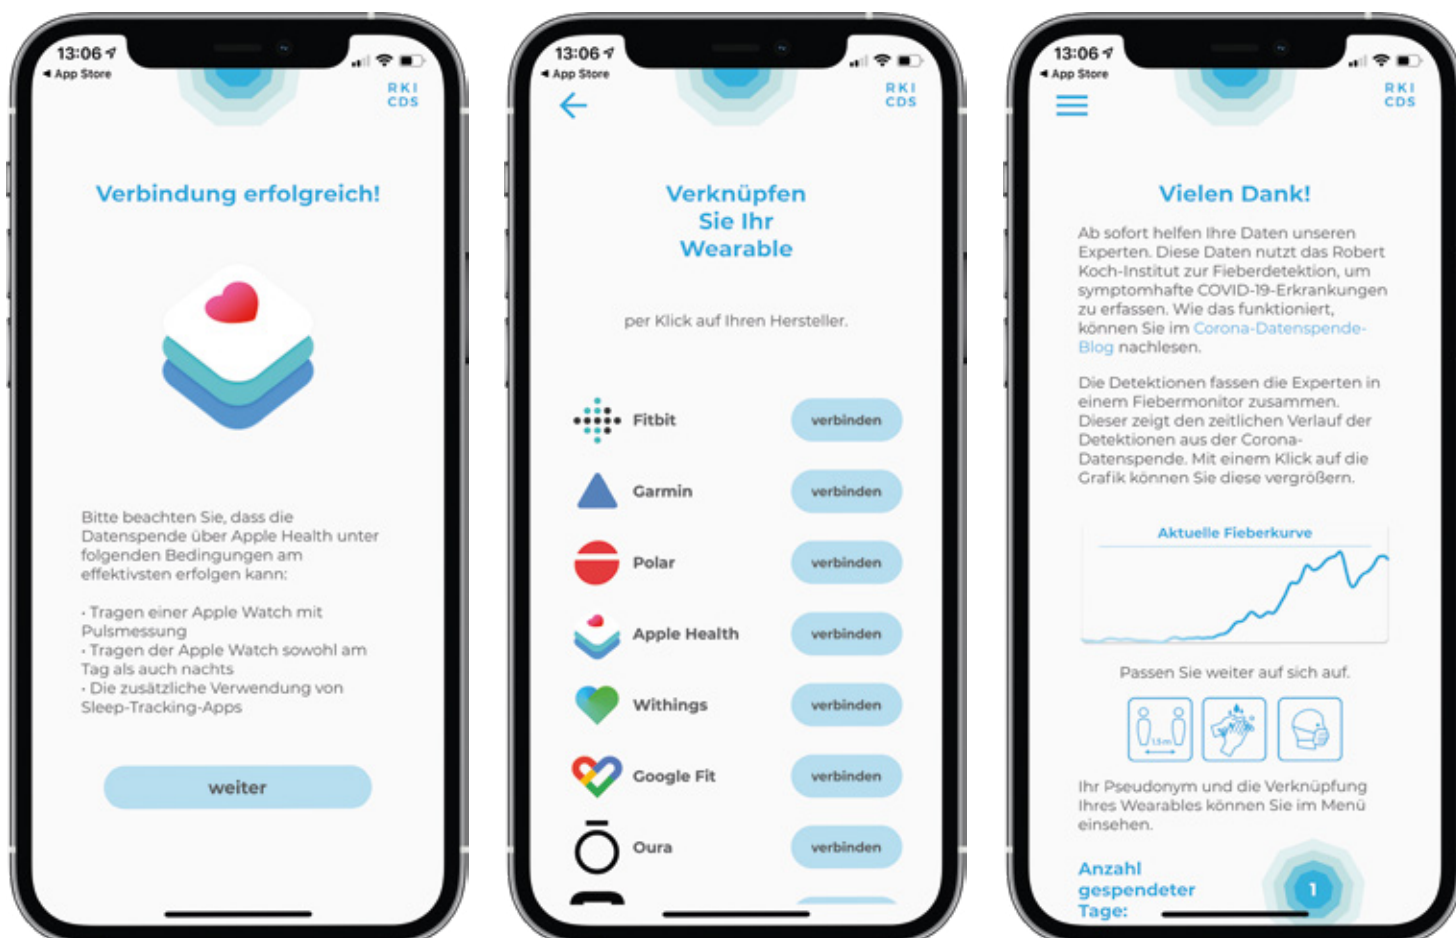 13:06
◀ App Store
RKI
CDS
Verbindung erfolgreich!
Bitte beachten Sie, dass die
Datenspende über Apple Health unter
folgenden Bedingungen am
effektivsten erfolgen kann:
• Tragen einer Apple Watch mit
Pulsmessung
• Tragen der Apple Watch sowohl am
Tag als auch nachts
• Die zusätzliche Verwendung von
Sleep-Tracking-Apps
weiter
13:06
◀ App Store
RKI
CDS
Verknüpfen
Sie Ihr
Wearable
per Klick auf Ihren Hersteller.
Fitbit verbinden
Garmin verbinden
Polar verbinden
Apple Health verbinden
Withings verbinden
Google Fit verbinden
Oura verbinden
13:06
◀ App Store
RKI
CDS
Vielen Dank!
Ab sofort helfen Ihre Daten unseren
Experten. Diese Daten nutzt das Robert
Koch-Institut zur Fieberdetektion, um
symptomhafte COVID-19-Erkrankungen
zu erfassen. Wie das funktioniert,
können Sie im Corona-Datenspende-
Blog nachlesen.
Die Detektionen fassen die Experten in
einem Fiebermonitor zusammen.
Dieser zeigt den zeitlichen Verlauf der
Detektionen aus der Corona-
Datenspende. Mit einem Klick auf die
Grafik können Sie diese vergrößern.
Aktuelle Fieberkurve
Passen Sie weiter auf sich auf.
1.5 m
Ihr Pseudonym und die Verknüpfung
Ihres Wearables können Sie im Menü
einsehen.
Anzahl
gespendeter
Tage:
1